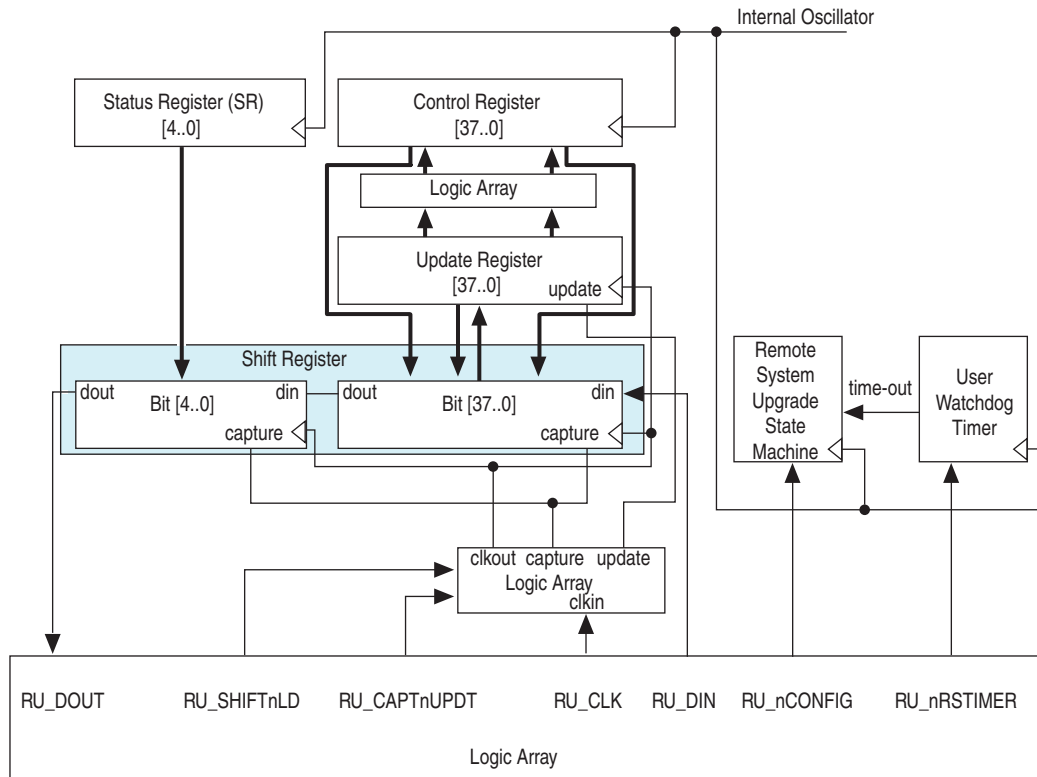 Internal Oscillator
Status Register (SR)
[4..0]
Control Register
[37..0]
Logic Array
Update Register
[37..0]
update
Shift Register
dout
din
Bit [4..0]
capture
dout
din
Bit [37..0]
capture
Remote
System
Upgrade
State
Machine
time-out
User
Watchdog
Timer
clkout capture update
Logic Array
clkin
RU_DOUT RU_SHIFTnLD RU_CAPTnUPDT RU_CLK RU_DIN RU_nCONFIG RU_nRSTIMER
Logic Array